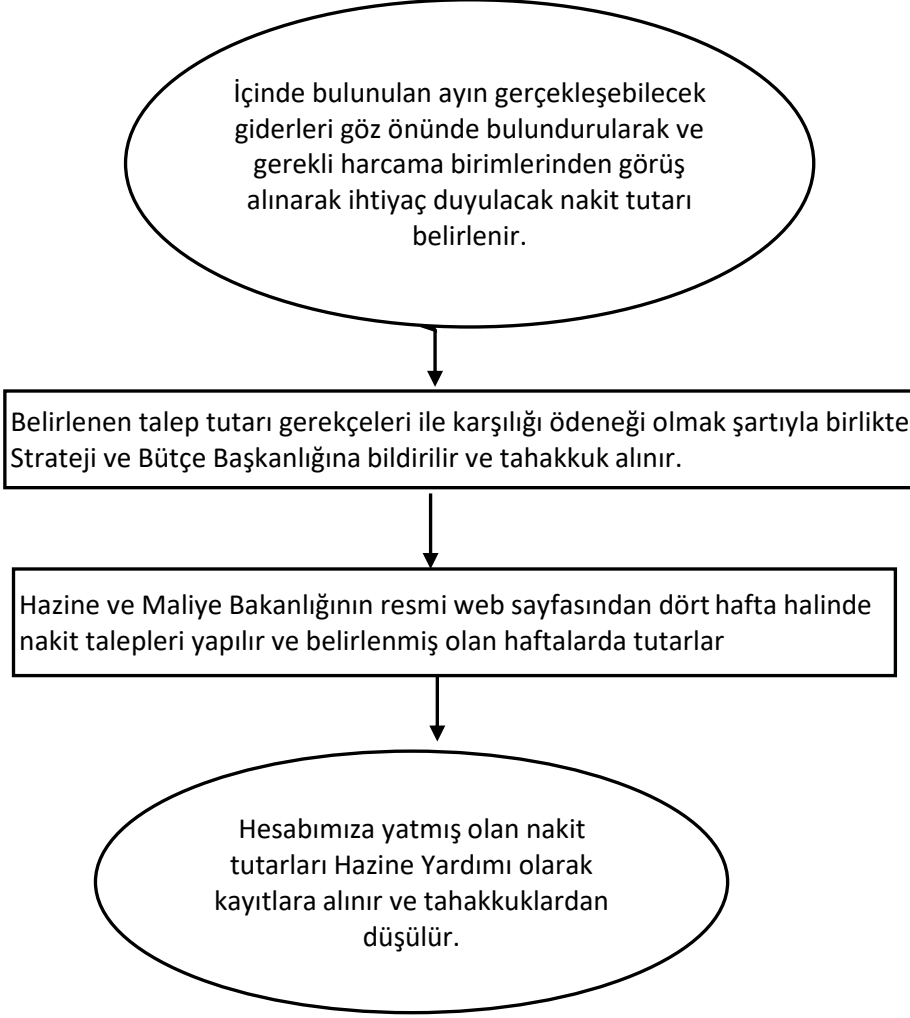 İçinde bulunulan ayın gerçekleşebilecek
giderleri göz önünde bulundurularak ve
gerekli harcama birimlerinden görüş
alınarak ihtiyaç duyulacak nakit tutarı
belirlenir.
Belirlenen talep tutarı gerekçeleri ile karşılığı ödeneği olmak şartıyla birlikte
Strateji ve Bütçe Başkanlığına bildirilir ve tahakkuk alınır.
Hazine ve Maliye Bakanlığının resmi web sayfasından dört hafta halinde
nakit talepleri yapılır ve belirlenmiş olan haftalarda tutarlar
Hesabımıza yatmış olan nakit
tutarları Hazine Yardımı olarak
kayıtlara alınır ve tahakkuklardan
düşülür.